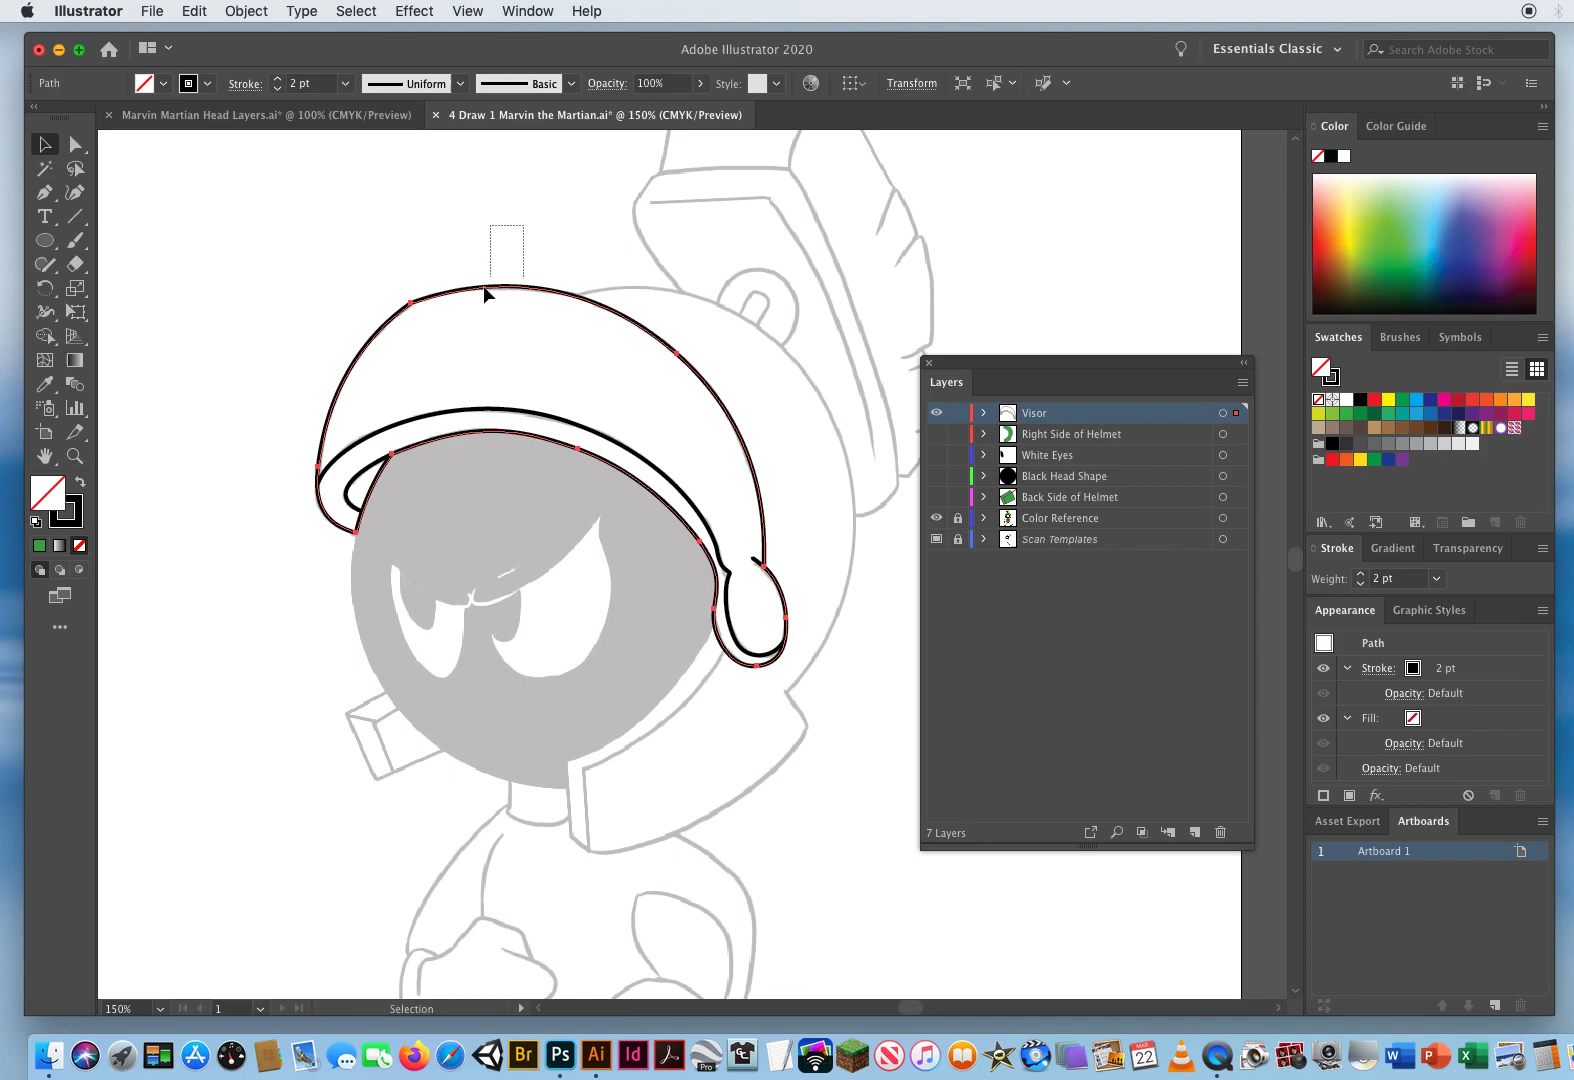 Illustrator File Edit Object Type Select Effect View Window Help
Adobe Illustrator 2020
Essentials Classic
Search Adobe Stock
Path
Stroke: 2 pt Uniform Basic Opacity: 100% Style: Transform
Marvin Martian Head Layers.ai* @ 100% (CMYK/Preview)
4 Draw 1 Marvin the Martian.ai* @ 150% (CMYK/Preview)
Color Color Guide
Swatches Brushes Symbols
Layers
Visor
Right Side of Helmet
White Eyes
Black Head Shape
Back Side of Helmet
Color Reference
Scan Templates
7 Layers
Stroke Gradient Transparency
Weight: 2 pt
Appearance Graphic Styles
Path
Stroke: 2 pt
Opacity: Default
Fill:
Opacity: Default
Opacity: Default
fx
Asset Export Artboards
1 Artboard 1
150% 1 Selection
Br Ps Ai Id Pro
MAR
22
W P X